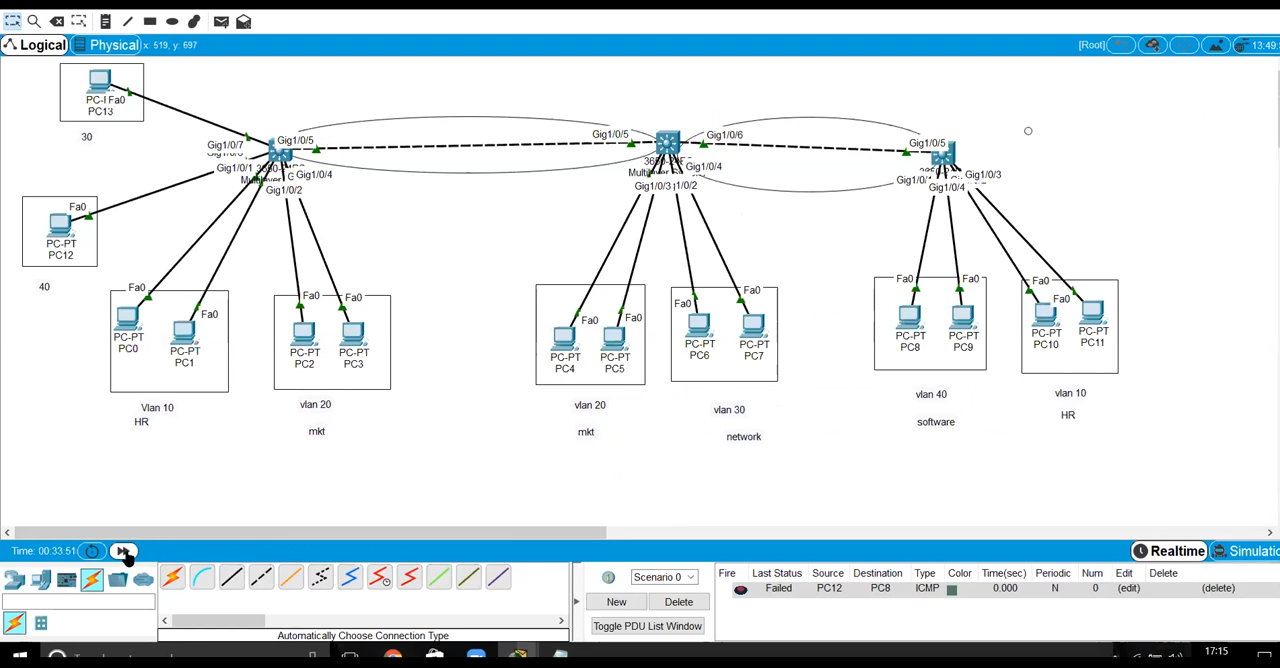 Logical
Physical
x: 519, y: 697
[Root]
13:49:
Fa0
PC13
30
Gig1/0/7
Gig1/0/5
Gig1/0/1
Gig1/0/4
Gig1/0/2
Gig1/0/5
Gig1/0/6
Gig1/0/4
Gig1/0/3
1/0/2
Gig1/0/5
Gig1/0/3
Gig1/0/4
Fa0
PC-PT
PC12
40
Fa0
PC-PT
PC0
Fa0
PC-PT
PC1
Vlan 10
HR
Fa0
Fa0
PC-PT
PC2
PC-PT
PC3
vlan 20
mkt
Fa0
Fa0
PC-PT
PC4
PC-PT
PC5
vlan 20
mkt
Fa0
Fa0
PC-PT
PC6
PC-PT
PC7
vlan 30
network
Fa0
Fa0
PC-PT
PC8
PC-PT
PC9
vlan 40
software
Fa0
Fa0
PC-PT
PC10
PC-PT
PC11
vlan 10
HR
Time: 00:33:51
Realtime
Simulatio
Automatically Choose Connection Type
Scenario 0
New
Delete
Toggle PDU List Window
Fire Last Status Source Destination Type Color Time(sec) Periodic Num Edit Delete
Failed PC12 PC8 ICMP 0.000 N 0 (edit) (delete)
17:15